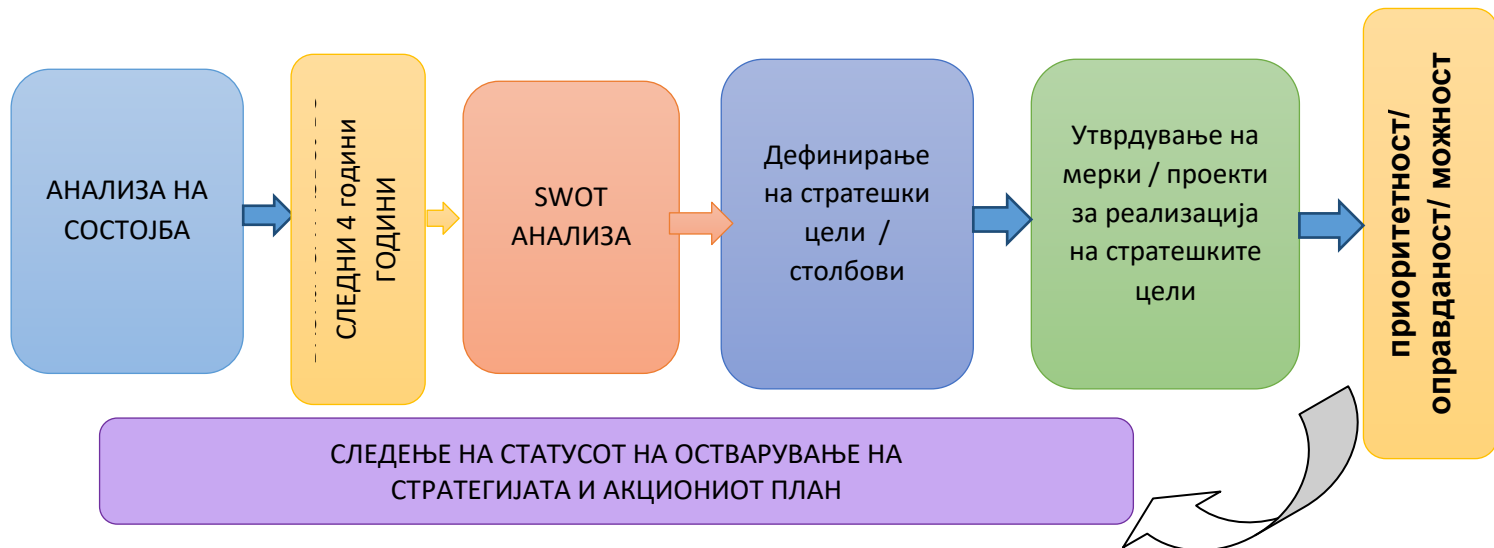 АНАЛИЗА НА
СОСТОЈБА
СЛЕДНИ 4 години
ГОДИНИ
SWOT
АНАЛИЗА
Дефинирање
на стратешки
цели /
столбови
Утврдување на
мерки / проекти
за реализација
на стратешките
цели
приоритетност/
оправданост/ можност
СЛЕДЕЊЕ НА СТАТУСОТ НА ОСТВАРУВАЊЕ НА
СТРАТЕГИЈАТА И АКЦИОНИОТ ПЛАН